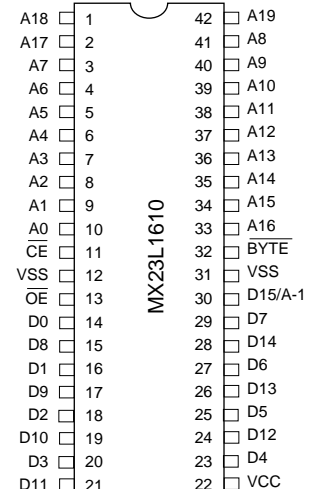 A18 1 42 A19
A17 2 41 A8
A7 3 40 A9
A6 4 39 A10
A5 5 38 A11
A4 6 37 A12
A3 7 36 A13
A2 8 35 A14
A1 9 34 A15
A0 10 33 A16
CE 11 32 BYTE
VSS 12 31 VSS
OE 13 30 D15/A-1
D0 14 29 D7
D8 15 28 D14
D1 16 27 D6
D9 17 26 D13
D2 18 25 D5
D10 19 24 D12
D3 20 23 D4
D11 21 22 VCC
MX23L1610